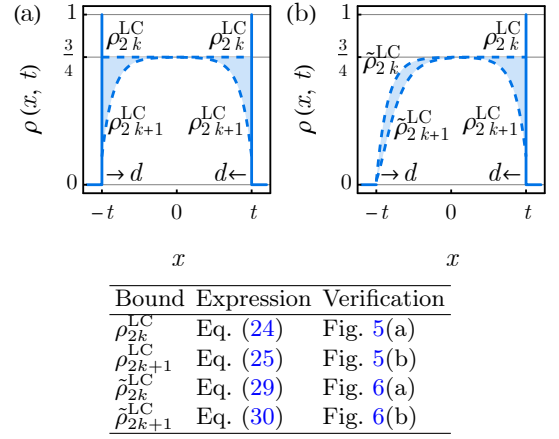 (a)
1
3
4
0
ρ (x, t)
ρ^LC_2k
ρ^LC_2k
ρ^LC_2k+1
ρ^LC_2k+1
→ d
d ←
−t
0
t
x
(b)
1
3
4
0
ρ (x, t)
ρ̃^LC_2k
ρ^LC_2k
ρ̃^LC_2k+1
ρ^LC_2k+1
→ d
d ←
−t
0
t
x
Bound Expression Verification
ρ^LC_2k Eq. (24) Fig. 5(a)
ρ^LC_2k+1 Eq. (25) Fig. 5(b)
ρ̃^LC_2k Eq. (29) Fig. 6(a)
ρ̃^LC_2k+1 Eq. (30) Fig. 6(b)